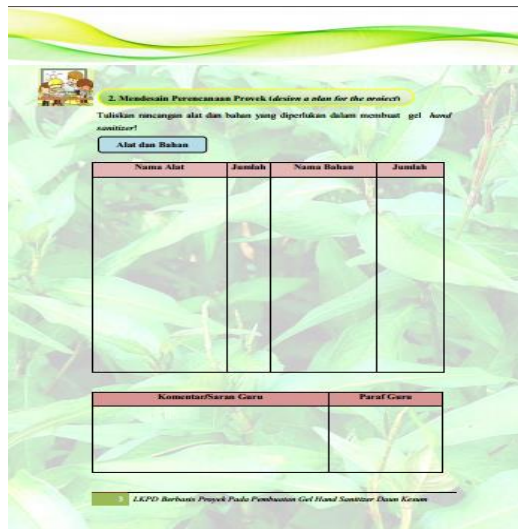 2. Mendesain Perencanaan Proyek (design a plan for the project)
Tuliskan rancangan alat dan bahan yang diperlukan dalam membuat gel hand
sanitizer!
Alat dan Bahan
Nama Alat Jumlah Nama Bahan Jumlah
Komentar/Saran Guru Paraf Guru
3 LKPD Berbasis Proyek Pada Pembuatan Gel Hand Sanitizer Daun Kesum